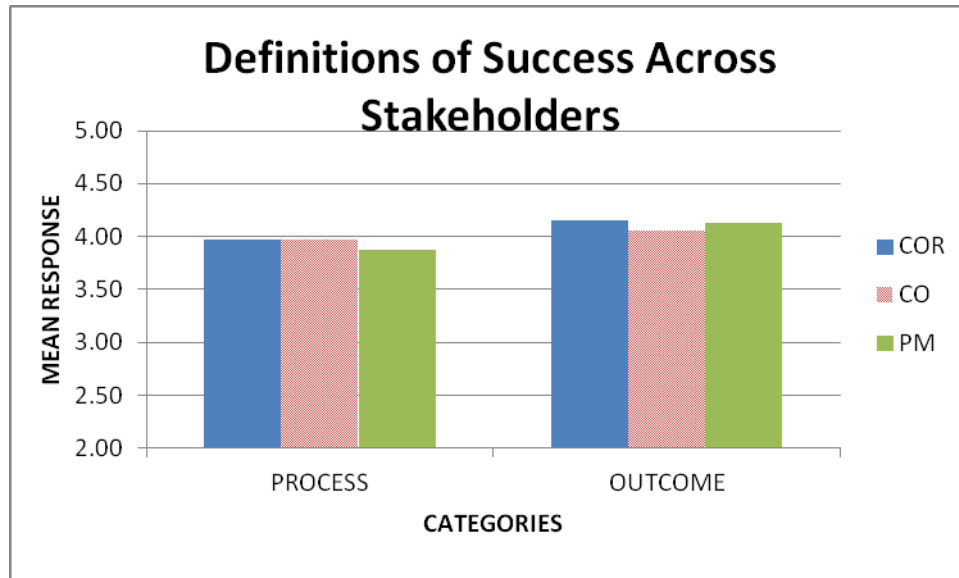 Definitions of Success Across
Stakeholders
5.00
4.50
4.00
3.50
3.00
2.50
2.00
MEAN RESPONSE
PROCESS
OUTCOME
CATEGORIES
COR
CO
PM